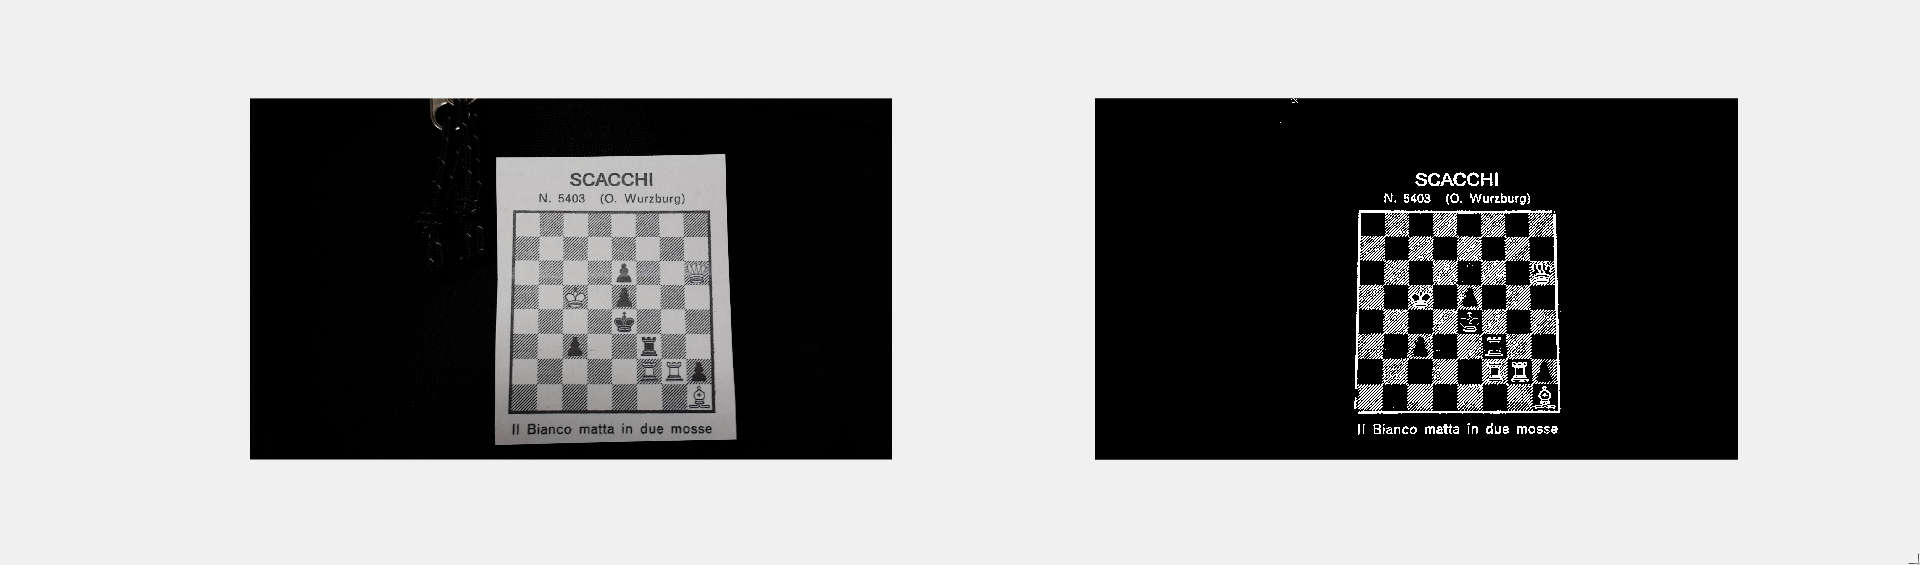 SCACCHI
N. 5403 (O. Wurzburg)
Il Bianco matta in due mosse
SCACCHI
N. 5403 (O. Wurzburg)
Il Bianco matta in due mosse